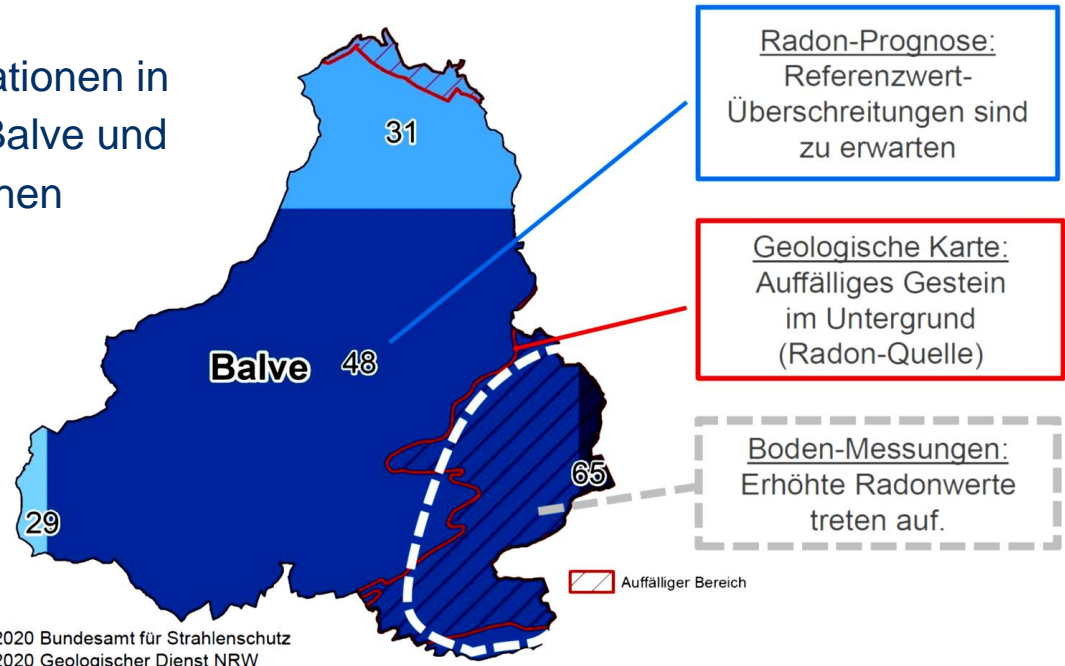 ationen in
Balve und
nen
31
Balve
48
29
65
Radon-Prognose:
Referenzwert-
Überschreitungen sind
zu erwarten
Geologische Karte:
Auffälliges Gestein
im Untergrund
(Radon-Quelle)
Boden-Messungen:
Erhöhte Radonwerte
treten auf.
Auffälliger Bereich
2020 Bundesamt für Strahlenschutz
2020 Geologischer Dienst NRW